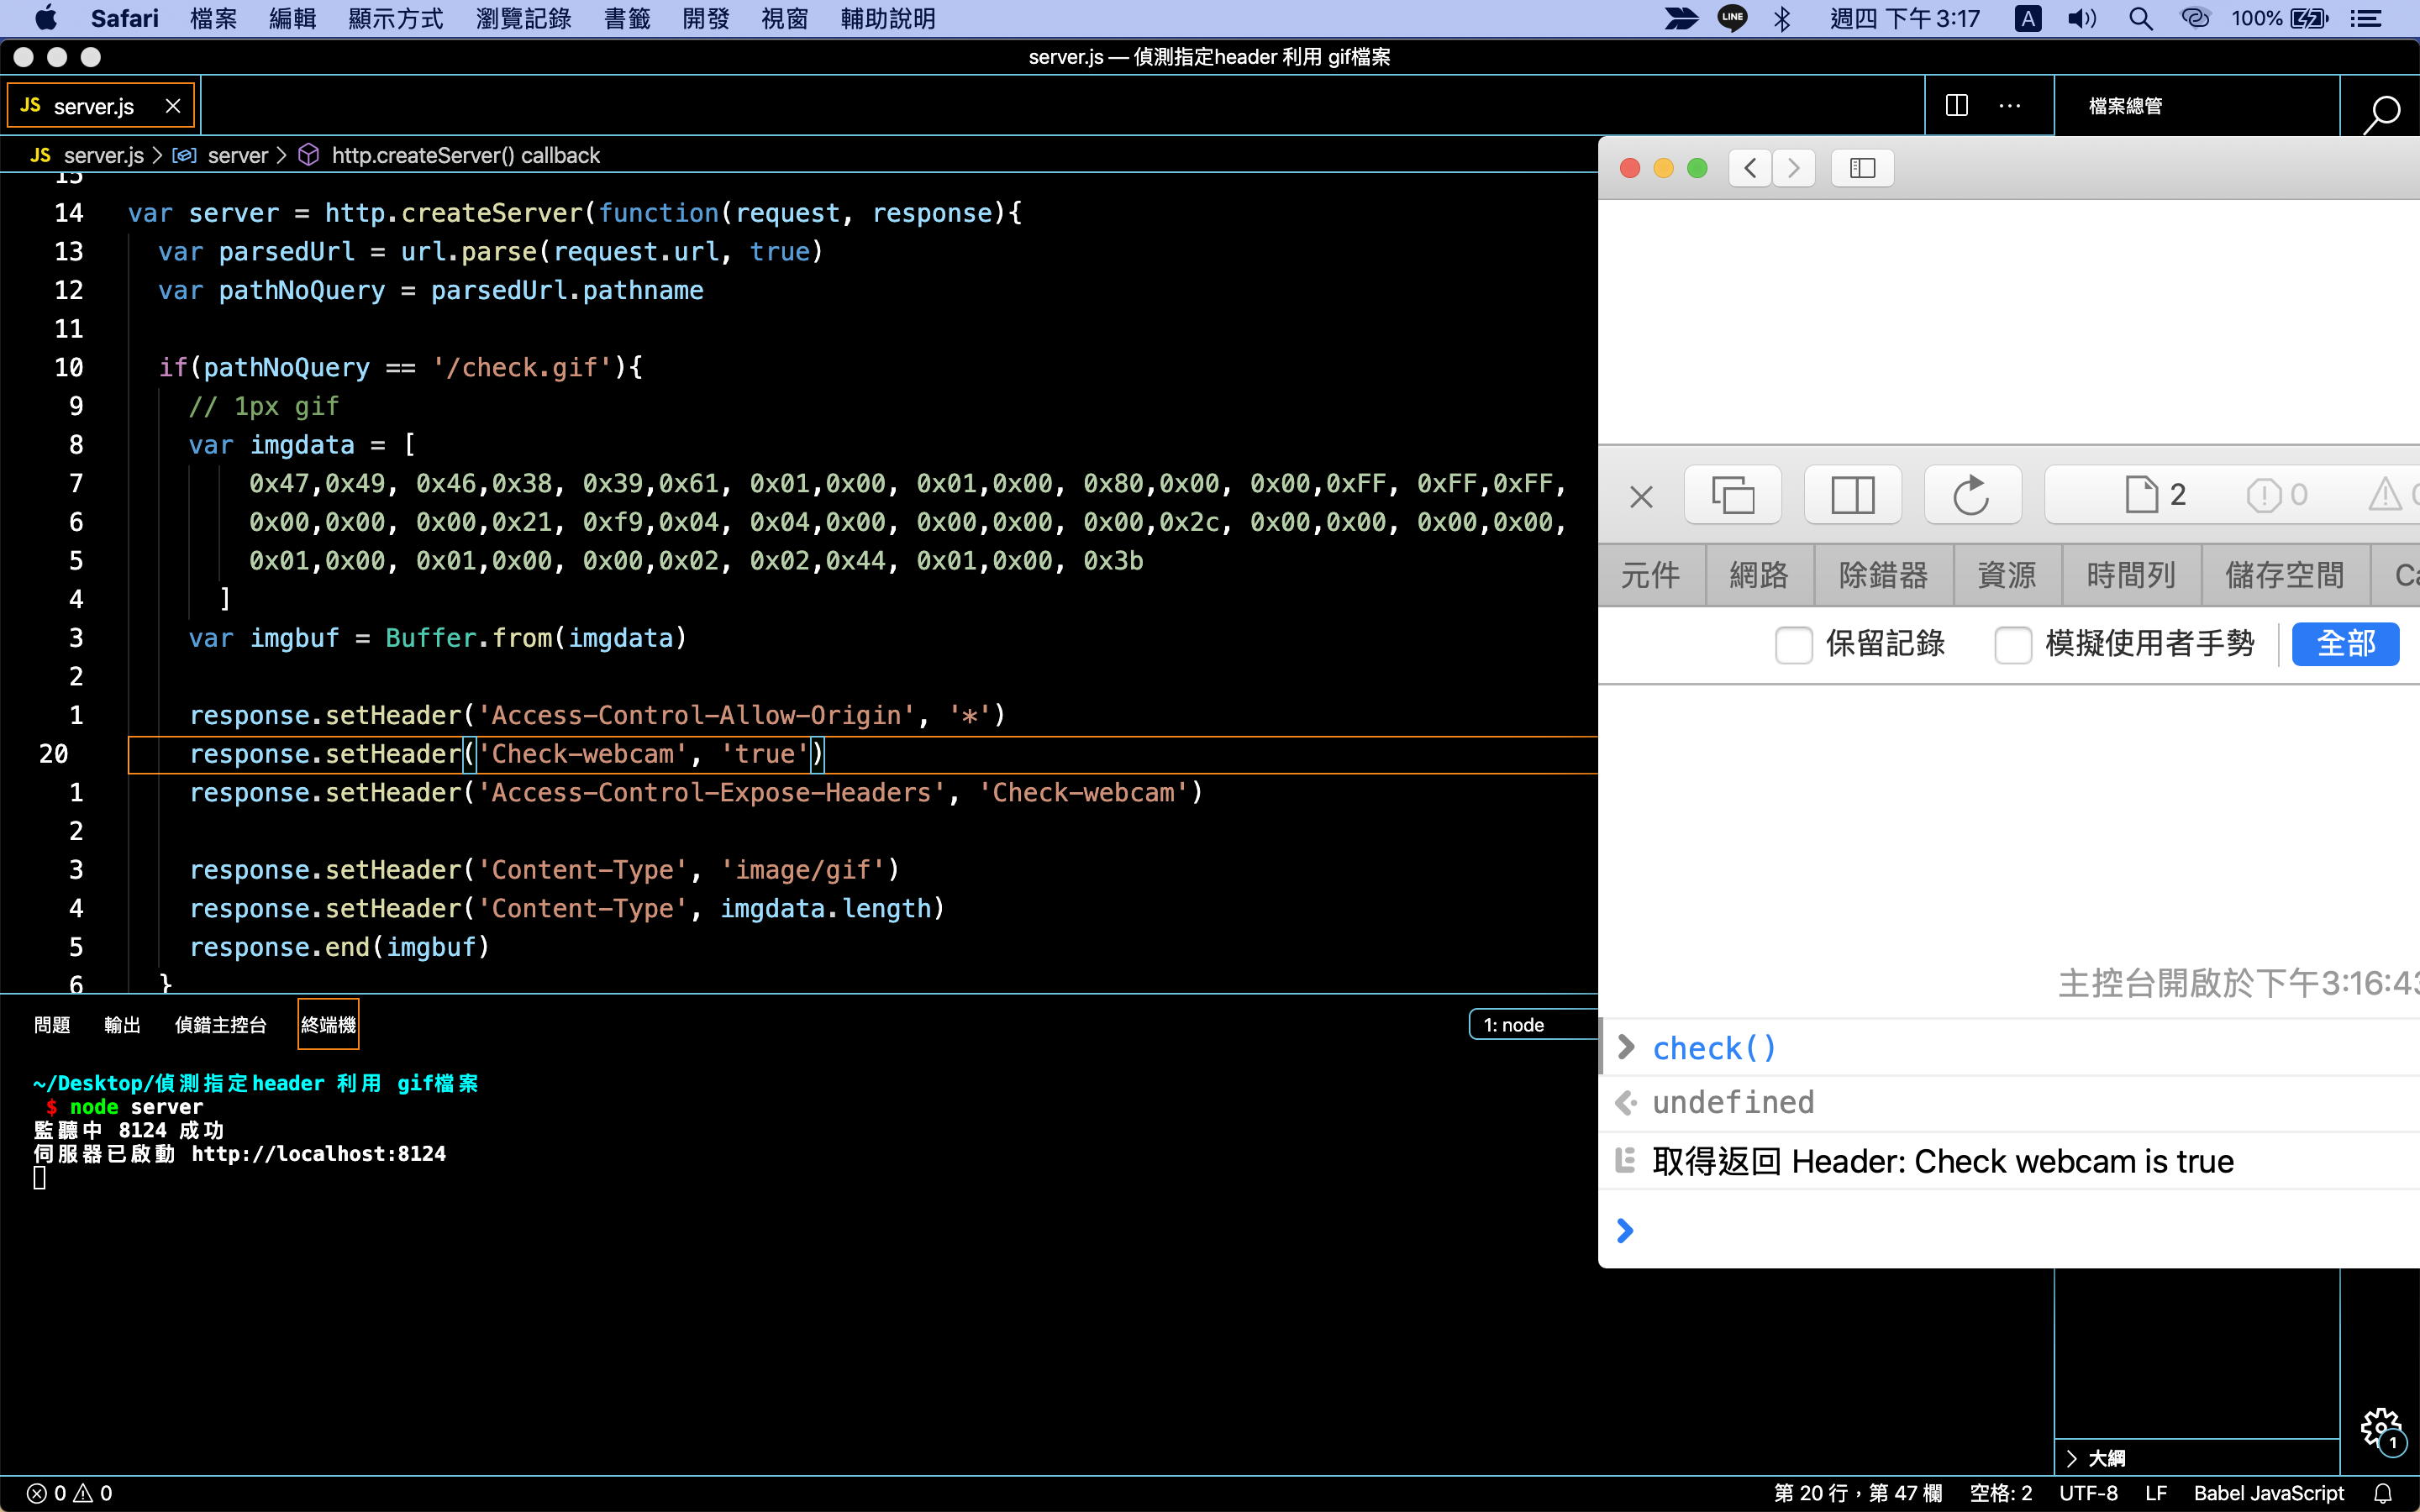 Safari 檔案 編輯 顯示方式 瀏覽記錄 書籤 開發 視窗 輔助說明 LINE 週四 下午3:17 A 100%
server.js — 偵測指定header 利用 gif檔案
JS server.js
檔案總管
JS server.js > server > http.createServer() callback
14 var server = http.createServer(function(request, response){
13 var parsedUrl = url.parse(request.url, true)
12 var pathNoQuery = parsedUrl.pathname
11
10 if(pathNoQuery == '/check.gif'){
9 // 1px gif
8 var imgdata = [
7 0x47,0x49, 0x46,0x38, 0x39,0x61, 0x01,0x00, 0x01,0x00, 0x80,0x00, 0x00,0xFF, 0xFF,0xFF,
6 0x00,0x00, 0x00,0x21, 0xf9,0x04, 0x04,0x00, 0x00,0x00, 0x00,0x2c, 0x00,0x00, 0x00,0x00,
5 0x01,0x00, 0x01,0x00, 0x00,0x02, 0x02,0x44, 0x01,0x00, 0x3b
4 ]
3 var imgbuf = Buffer.from(imgdata)
2
1 response.setHeader('Access-Control-Allow-Origin', '*')
20 response.setHeader('Check-webcam', 'true')
1 response.setHeader('Access-Control-Expose-Headers', 'Check-webcam')
2
3 response.setHeader('Content-Type', 'image/gif')
4 response.setHeader('Content-Type', imgdata.length)
5 response.end(imgbuf)
6 }
問題 輸出 偵錯主控台 終端機 1: node
~/Desktop/偵測指定header 利用 gif檔案
$ node server
監聽中 8124 成功
伺服器已啟動 http://localhost:8124
2 0
元件 網路 除錯器 資源 時間列 儲存空間
保留記錄 模擬使用者手勢 全部
主控台開啟於下午3:16:43
> check()
undefined
取得返回 Header: Check webcam is true
>
> 大綱
1
0 0 第 20 行，第 47 欄 空格: 2 UTF-8 LF Babel JavaScript